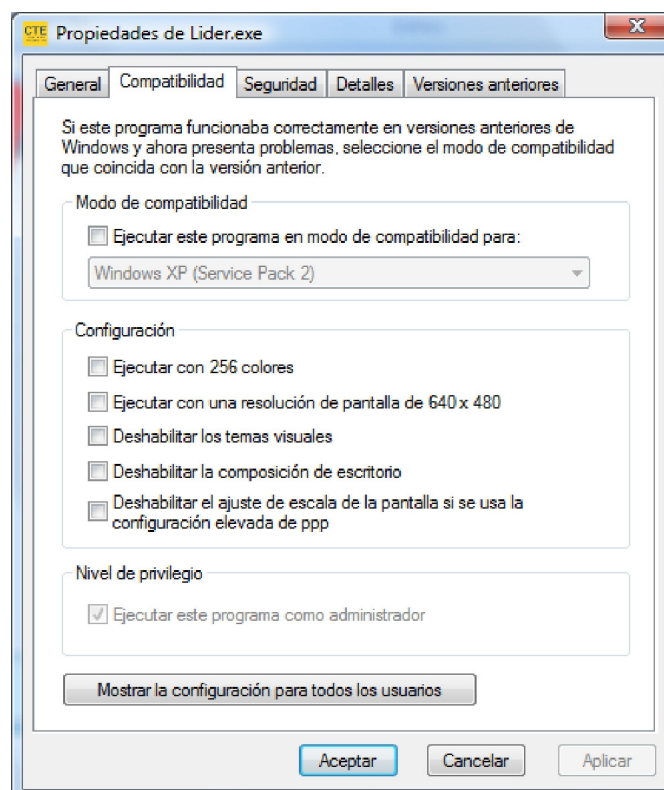 CTE Propiedades de Lider.exe
General Compatibilidad Seguridad Detalles Versiones anteriores
Si este programa funcionaba correctamente en versiones anteriores de
Windows y ahora presenta problemas, seleccione el modo de compatibilidad
que coincida con la versión anterior.
Modo de compatibilidad
Ejecutar este programa en modo de compatibilidad para:
Windows XP (Service Pack 2)
Configuración
Ejecutar con 256 colores
Ejecutar con una resolución de pantalla de 640 x 480
Deshabilitar los temas visuales
Deshabilitar la composición de escritorio
Deshabilitar el ajuste de escala de la pantalla si se usa la
configuración elevada de ppp
Nivel de privilegio
Ejecutar este programa como administrador
Mostrar la configuración para todos los usuarios
Aceptar Cancelar Aplicar